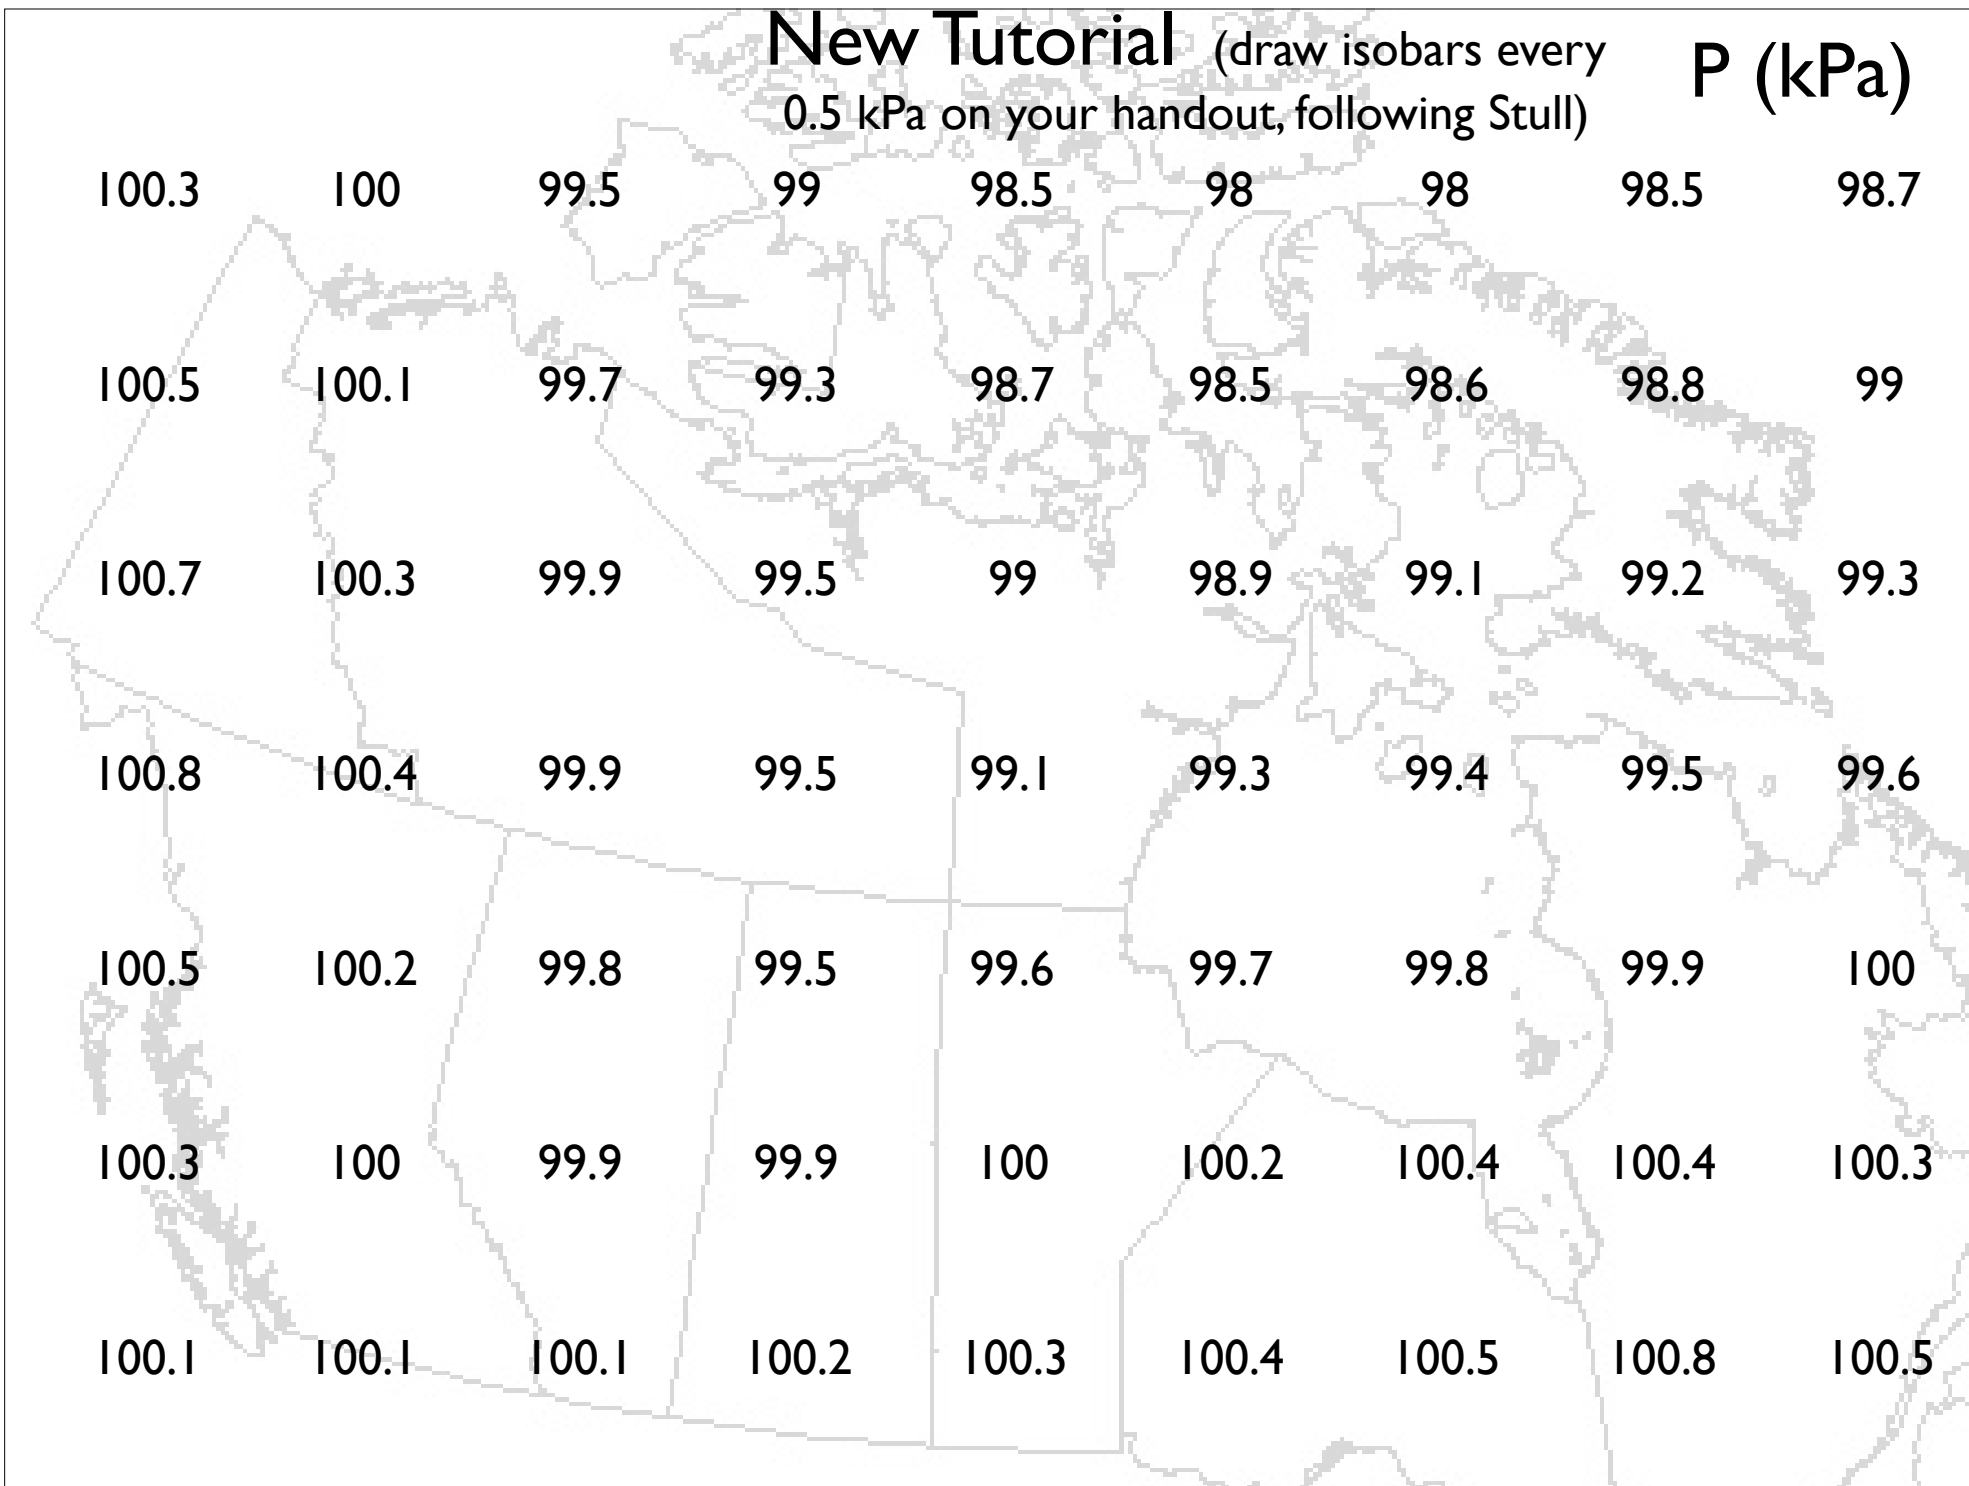 New Tutorial (draw isobars every P (kPa)
0.5 kPa on your handout, following Stull)
100.3 100 99.5 99 98.5 98 98 98.5 98.7
100.5 100.1 99.7 99.3 98.7 98.5 98.6 98.8 99
100.7 100.3 99.9 99.5 99 98.9 99.1 99.2 99.3
100.8 100.4 99.9 99.5 99.1 99.3 99.4 99.5 99.6
100.5 100.2 99.8 99.5 99.6 99.7 99.8 99.9 100
100.3 100 99.9 99.9 100 100.2 100.4 100.4 100.3
100.1 100.1 100.1 100.2 100.3 100.4 100.5 100.8 100.5